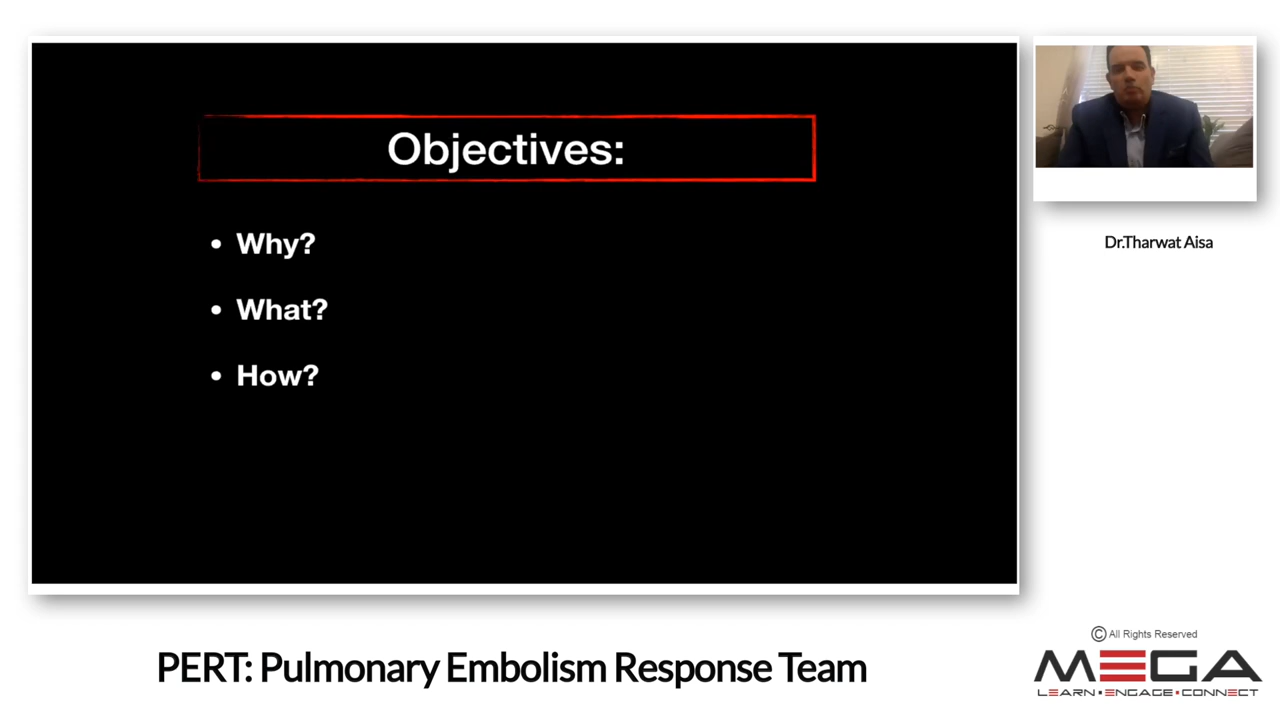 Objectives:
• Why?
• What?
• How?
Dr.Tharwat Aisa
PERT: Pulmonary Embolism Response Team
© All Rights Reserved
MEGA
LEARN•ENGAGE•CONNECT